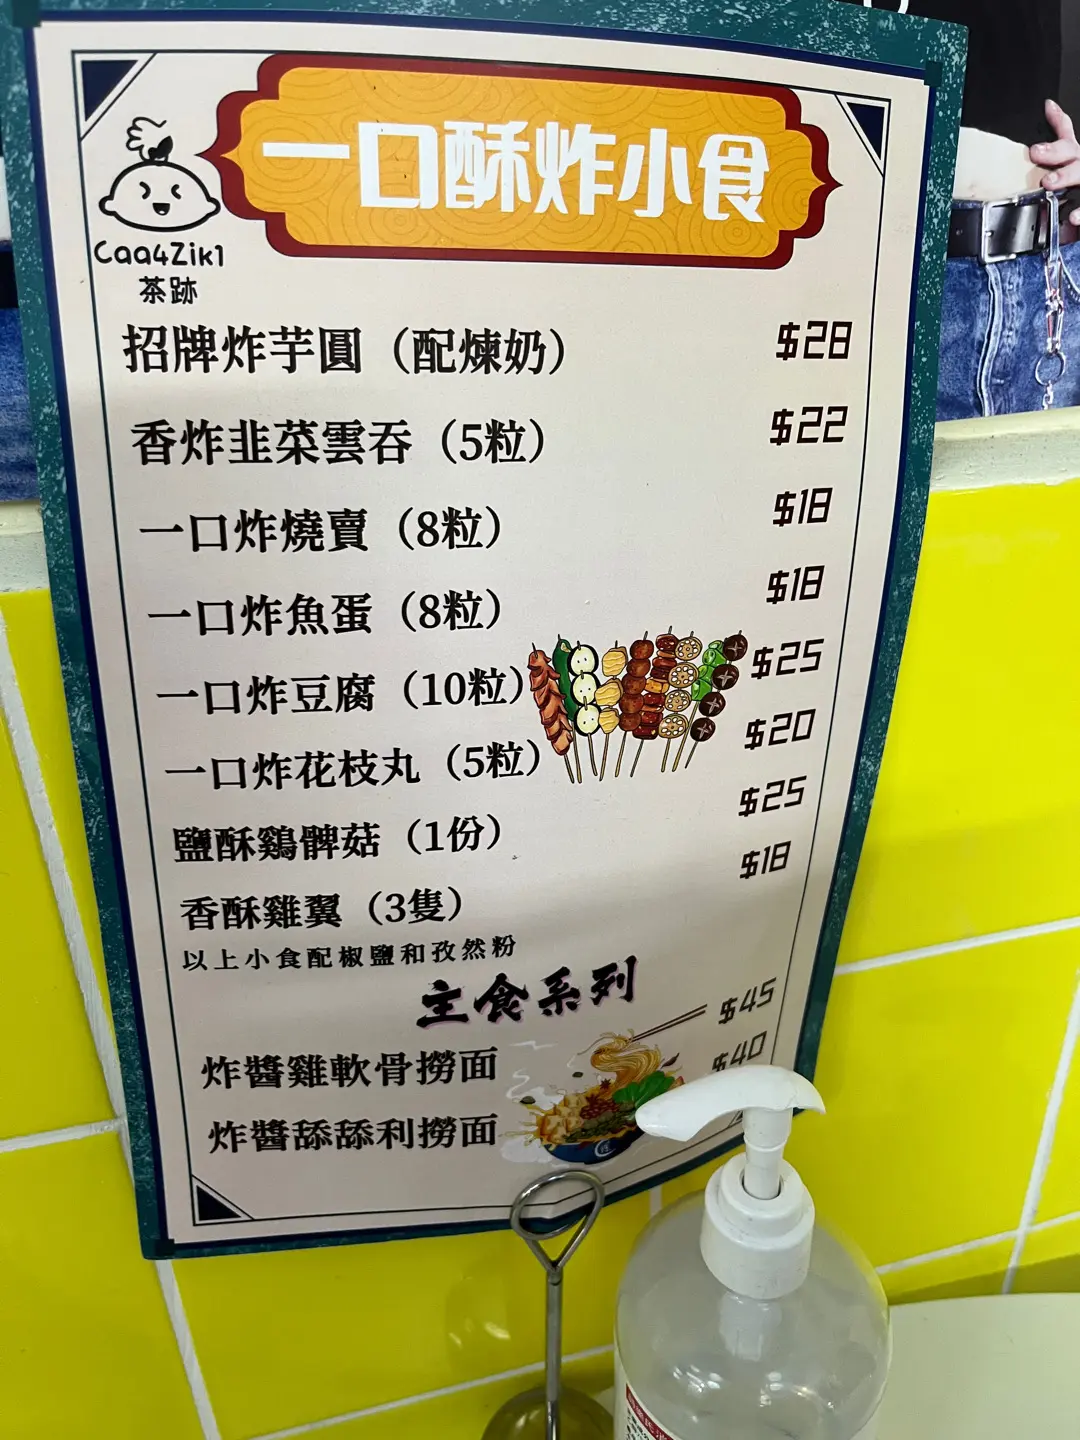 一口酥炸小食
Caa4Zik1
茶跡
招牌炸芋圓（配煉奶） $28
香炸韭菜雲吞（5粒） $22
一口炸燒賣（8粒） $18
一口炸魚蛋（8粒） $18
一口炸豆腐（10粒） $25
一口炸花枝丸（5粒） $20
鹽酥鷄髀菇（1份） $25
香酥雞翼（3隻） $18
以上小食配椒鹽和孜然粉
主食系列
炸醬雞軟骨撈面 $45
炸醬舔舔利撈面 $40